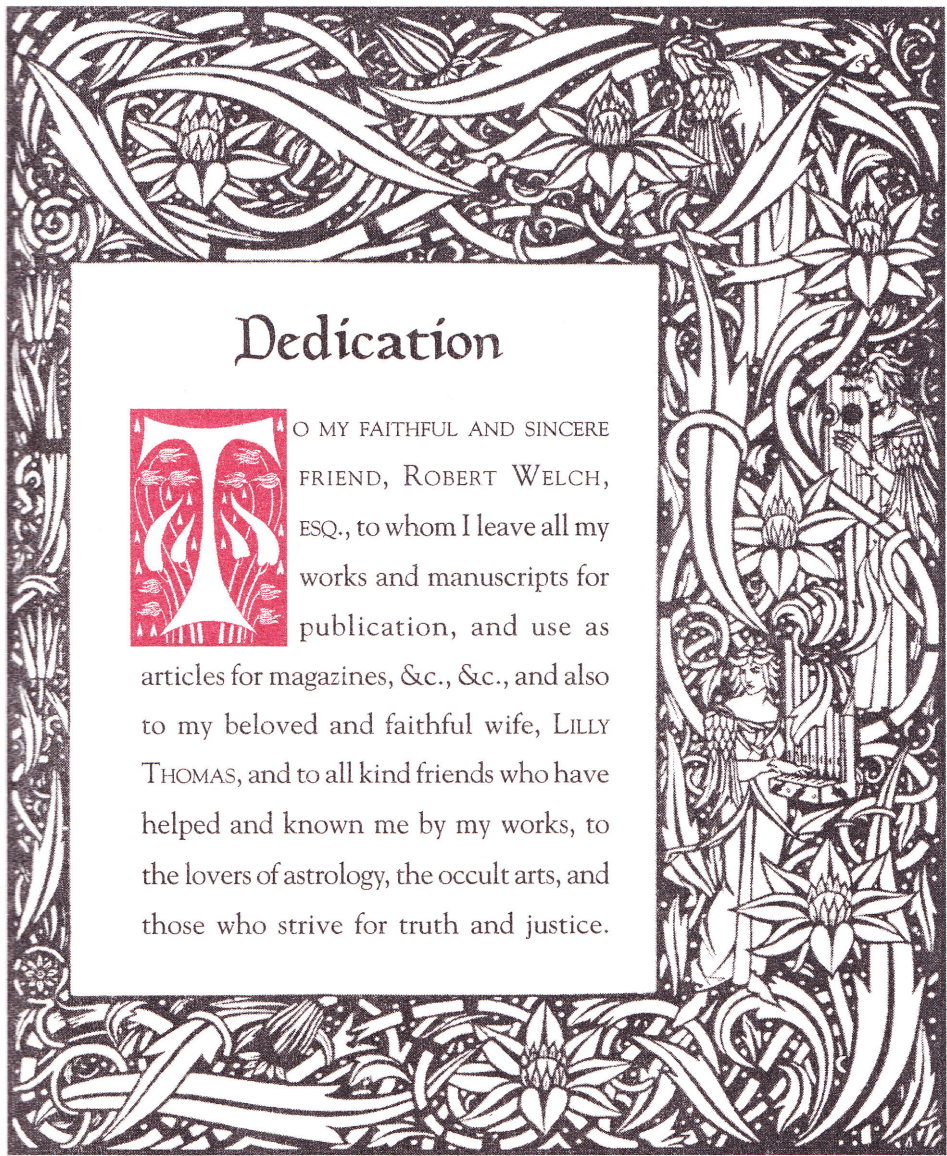 Dedication
TO MY FAITHFUL AND SINCERE
FRIEND, ROBERT WELCH,
ESQ., to whom I leave all my
works and manuscripts for
publication, and use as
articles for magazines, &c., &c., and also
to my beloved and faithful wife, LILLY
THOMAS, and to all kind friends who have
helped and known me by my works, to
the lovers of astrology, the occult arts, and
those who strive for truth and justice.